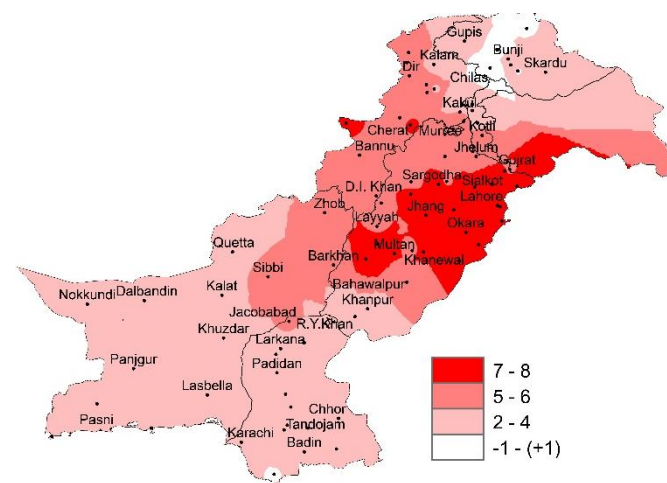 Gupis
Bunji
Kalam
Skardu
Dir
Chilas
Kakul
Cherat
Murree
Kotli
Bannu
Jhelum
Gujrat
Sargodha
Sialkot
D.I. Khan
Lahore
Zhob
Jhang
Layyah
Okara
Quetta
Multan
Barkhan
Khanewal
Sibbi
Bahawalpur
Nokkundi
Dalbandin
Kalat
Khanpur
Jacobabad
R.Y.Khan
Khuzdar
Larkana
Panjgur
Padidan
7 - 8
Lasbella
5 - 6
Pasni
Chhor
2 - 4
Karachi
Tandojam
Badin
-1 - (+1)